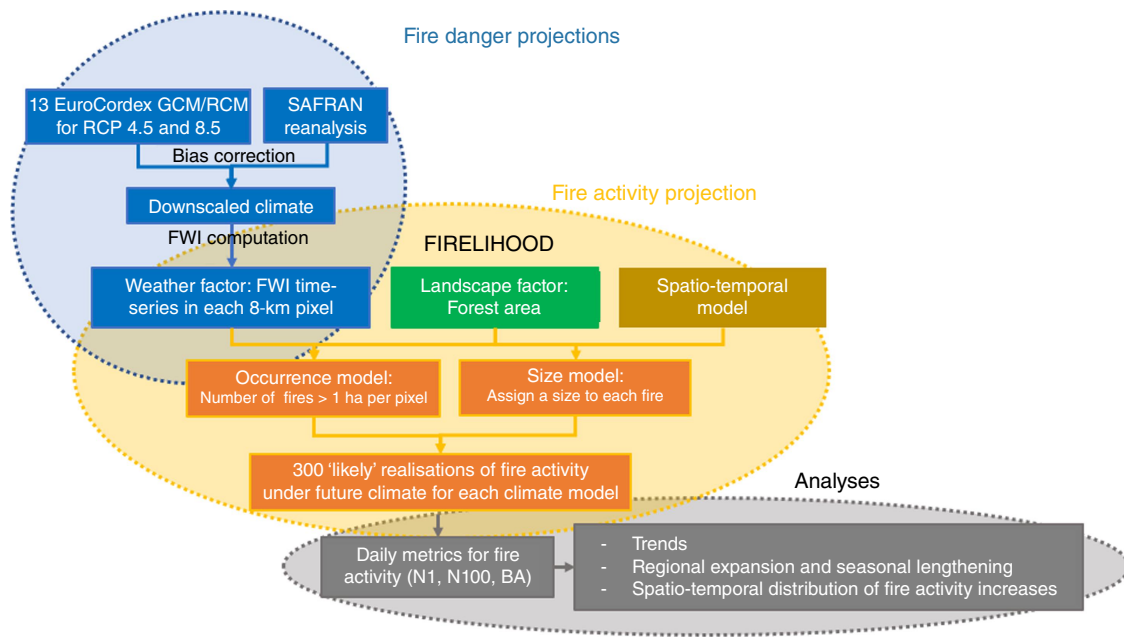 Fire danger projections
13 EuroCordex GCM/RCM
for RCP 4.5 and 8.5
SAFRAN
reanalysis
Bias correction
Downscaled climate
Fire activity projection
FWI computation
FIRELIHOOD
Weather factor: FWI time-
series in each 8-km pixel
Landscape factor:
Forest area
Spatio-temporal
model
Occurrence model:
Number of fires > 1 ha per pixel
Size model:
Assign a size to each fire
300 ‘likely’ realisations of fire activity
under future climate for each climate model
Analyses
Daily metrics for fire
activity (N1, N100, BA)
- Trends
- Regional expansion and seasonal lengthening
- Spatio-temporal distribution of fire activity increases